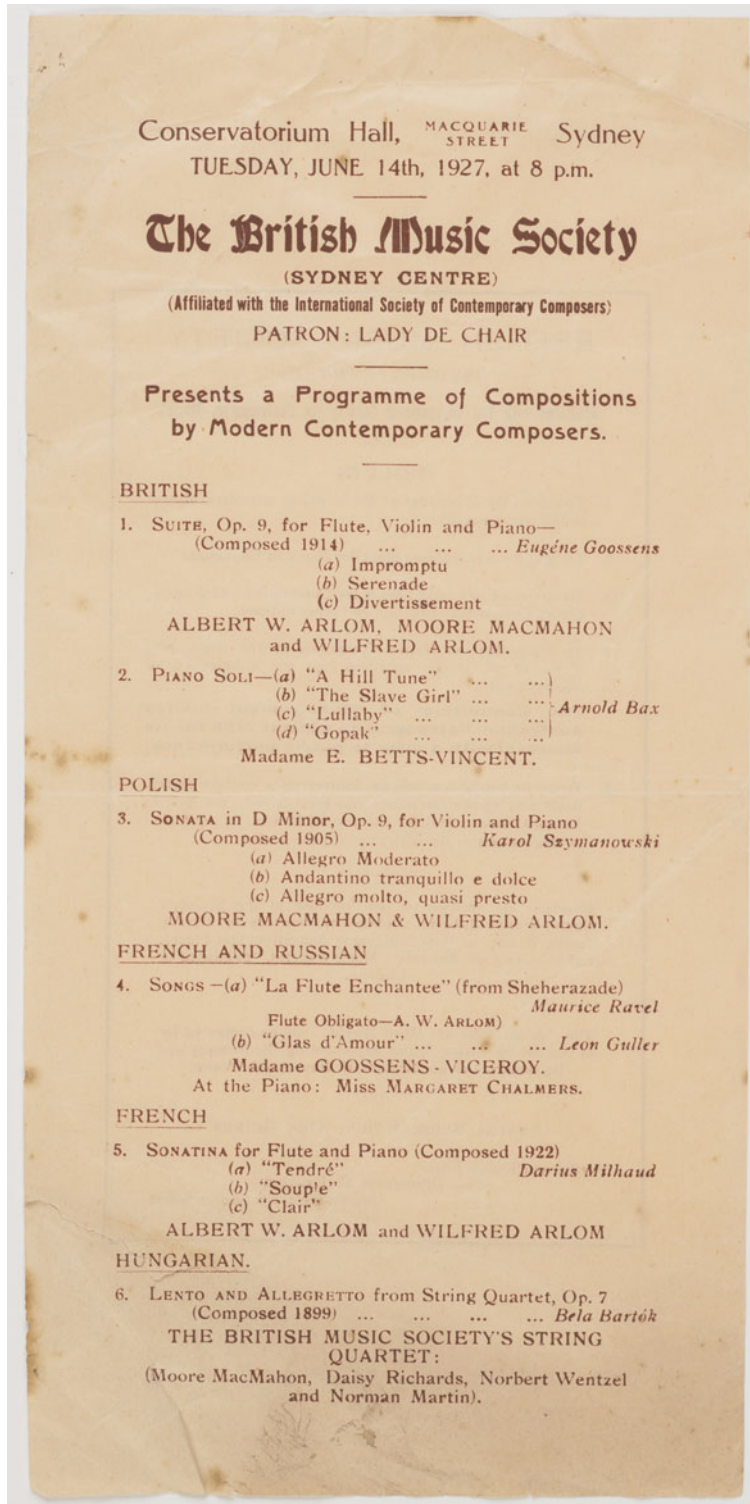 Conservatorium Hall, MACQUARIE STREET Sydney
TUESDAY, JUNE 14th, 1927, at 8 p.m.
The British Music Society
(SYDNEY CENTRE)
(Affiliated with the International Society of Contemporary Composers)
PATRON: LADY DE CHAIR
Presents a Programme of Compositions
by Modern Contemporary Composers.
BRITISH
1. SUITE, Op. 9, for Flute, Violin and Piano—
(Composed 1914) ... ... ... Eugéne Goossens
(a) Impromptu
(b) Serenade
(c) Divertissement
ALBERT W. ARLOM, MOORE MACMAHON
and WILFRED ARLOM.
2. PIANO SOLI—(a) "A Hill Tune" ... ...
(b) "The Slave Girl" ... ...
(c) "Lullaby" ... ... ... Arnold Bax
(d) "Gopak" ... ... ...
Madame E. BETTS-VINCENT.
POLISH
3. SONATA in D Minor, Op. 9, for Violin and Piano
(Composed 1905) ... ... Karol Szymanowski
(a) Allegro Moderato
(b) Andantino tranquillo e dolce
(c) Allegro molto, quasi presto
MOORE MACMAHON & WILFRED ARLOM.
FRENCH AND RUSSIAN
4. SONGS—(a) "La Flute Enchantee" (from Sheherazade)
Maurice Ravel
Flute Obligato—A. W. ARLOM)
(b) "Glas d'Amour" ... ... ... Leon Guller
Madame GOOSSENS-VICEROY.
At the Piano: Miss MARGARET CHALMERS.
FRENCH
5. SONATINA for Flute and Piano (Composed 1922)
(a) "Tendré" Darius Milhaud
(b) "Souple"
(c) "Clair"
ALBERT W. ARLOM and WILFRED ARLOM
HUNGARIAN.
6. LENTO AND ALLEGRETTO from String Quartet, Op. 7
(Composed 1899) ... ... ... ... Bela Bartók
THE BRITISH MUSIC SOCIETY'S STRING
QUARTET:
(Moore MacMahon, Daisy Richards, Norbert Wentzel
and Norman Martin).